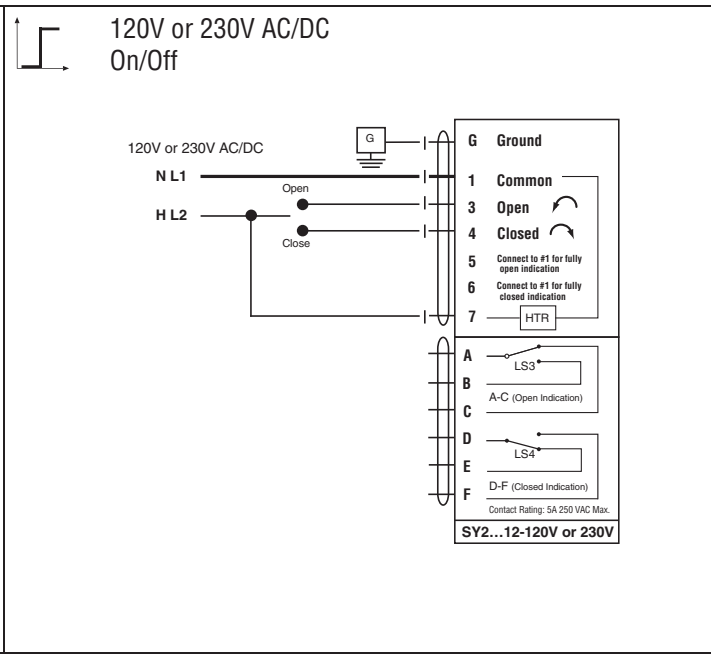 120V or 230V AC/DC
On/Off
120V or 230V AC/DC
N L1
H L2
Open
Close
G
G Ground
1 Common
3 Open
4 Closed
5 Connect to #1 for fully
open indication
6 Connect to #1 for fully
closed indication
7 HTR
A
LS3
B
A-C (Open Indication)
C
D
LS4
E
D-F (Closed Indication)
F
Contact Rating: 5A 250 VAC Max.
SY2...12-120V or 230V